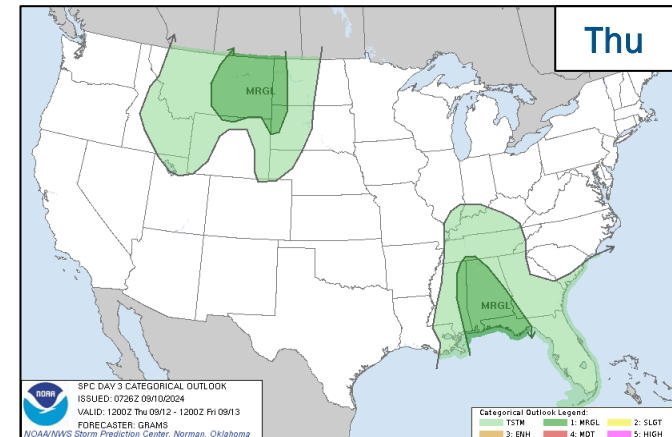 Thu
MRGL
MRGL
NOAA
SPC DAY 3 CATEGORICAL OUTLOOK
ISSUED: 0726Z 09/10/2024
VALID: 1200Z Thu 09/12 - 1200Z Fri 09/13
FORECASTER: GRAMS
NOAA/NWS Storm Prediction Center, Norman, Oklahoma
Categorical Outlook Legend:
TSTM 1: MRGL 2: SLGT
3: ENH 4: MDT 5: HIGH